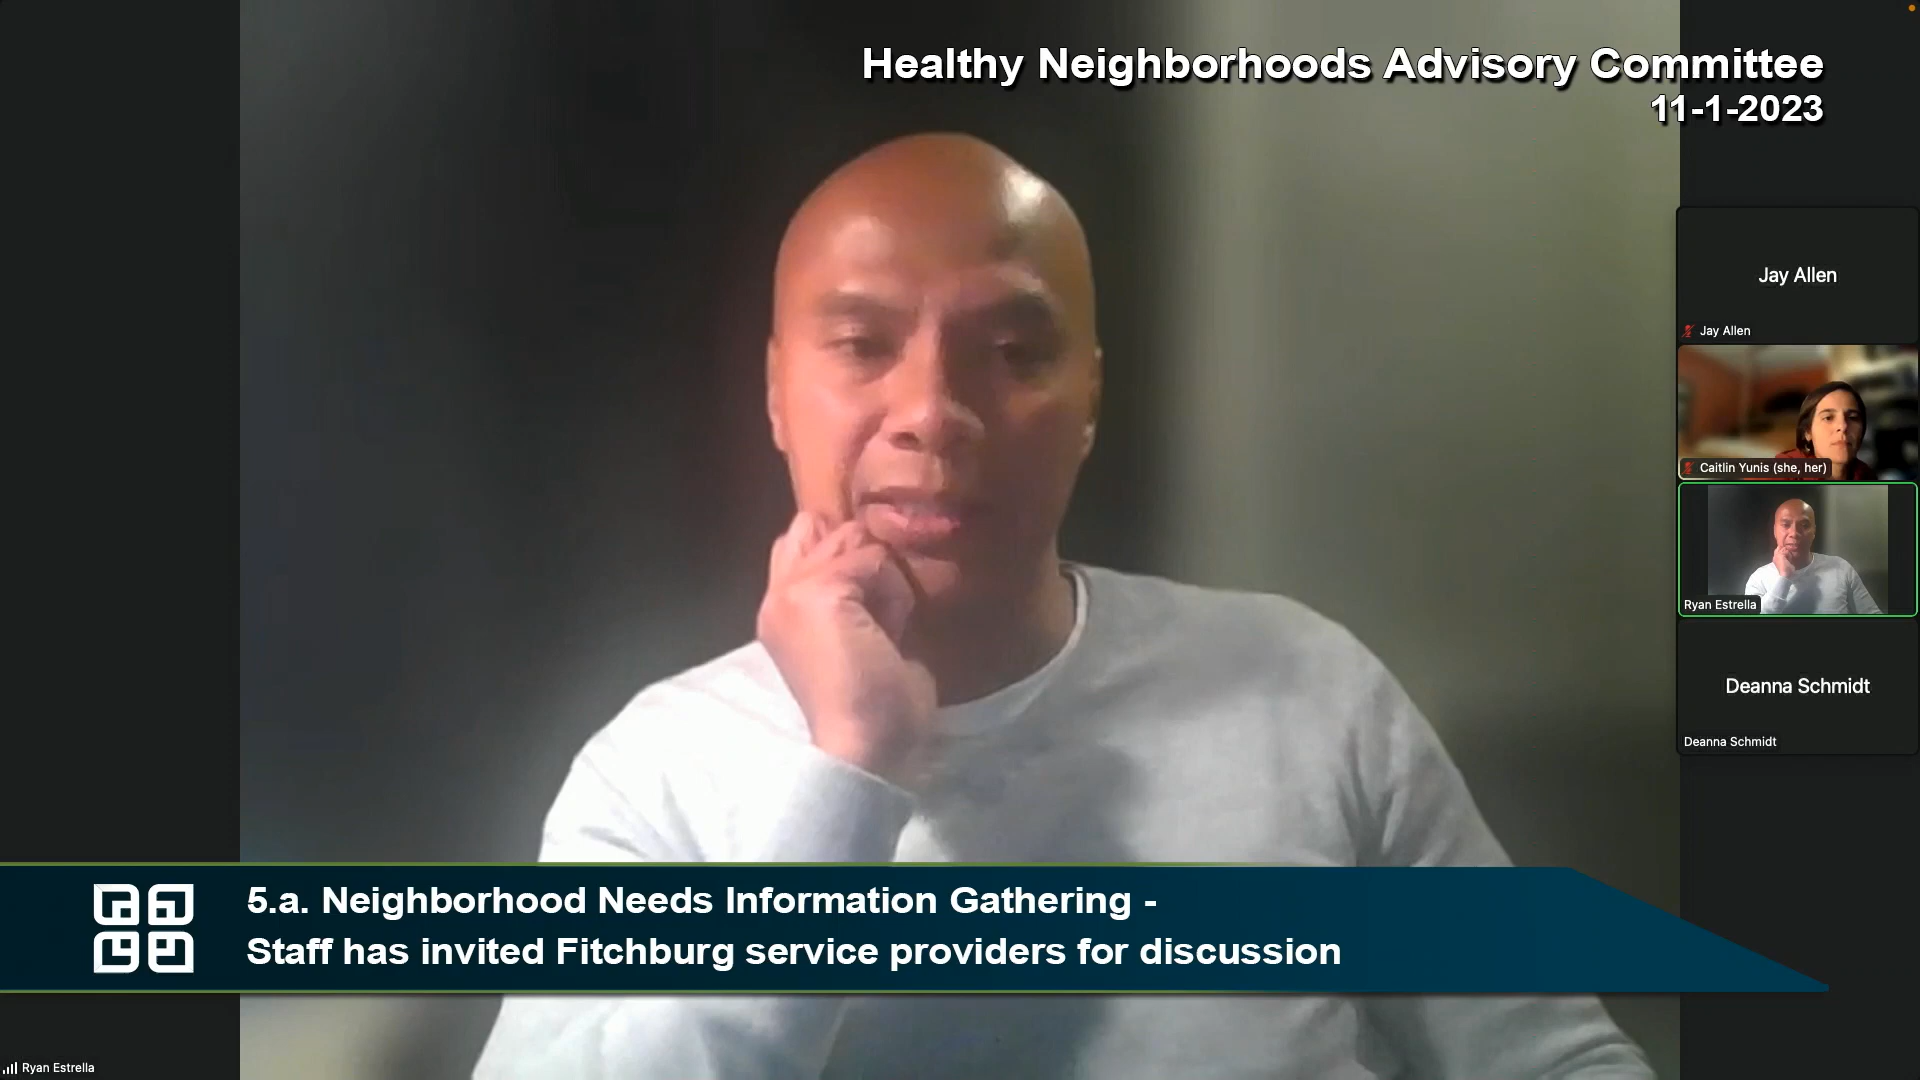 Healthy Neighborhoods Advisory Committee
11-1-2023
Jay Allen
Jay Allen
Caitlin Yunis (she, her)
Ryan Estrella
Deanna Schmidt
Deanna Schmidt
5.a. Neighborhood Needs Information Gathering -
Staff has invited Fitchburg service providers for discussion
Ryan Estrella